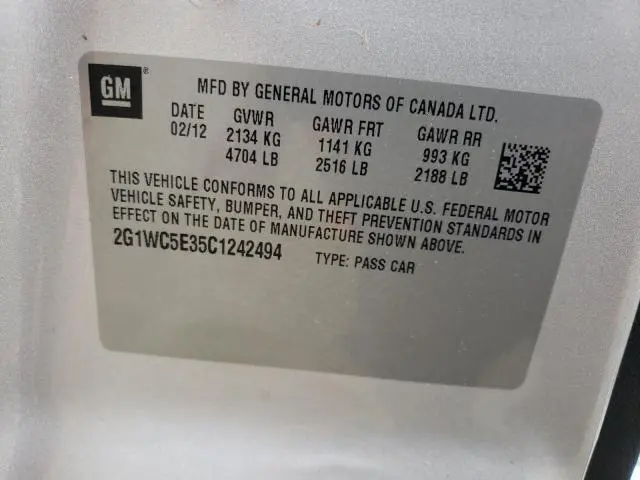 GM ®
MFD BY GENERAL MOTORS OF CANADA LTD.
DATE GVWR GAWR FRT GAWR RR
02/12 2134 KG 1141 KG 993 KG
4704 LB 2516 LB 2188 LB
THIS VEHICLE CONFORMS TO ALL APPLICABLE U.S. FEDERAL MOTOR
VEHICLE SAFETY, BUMPER, AND THEFT PREVENTION STANDARDS IN
EFFECT ON THE DATE OF MANUFACTURE SHOWN ABOVE.
2G1WC5E35C1242494 TYPE: PASS CAR